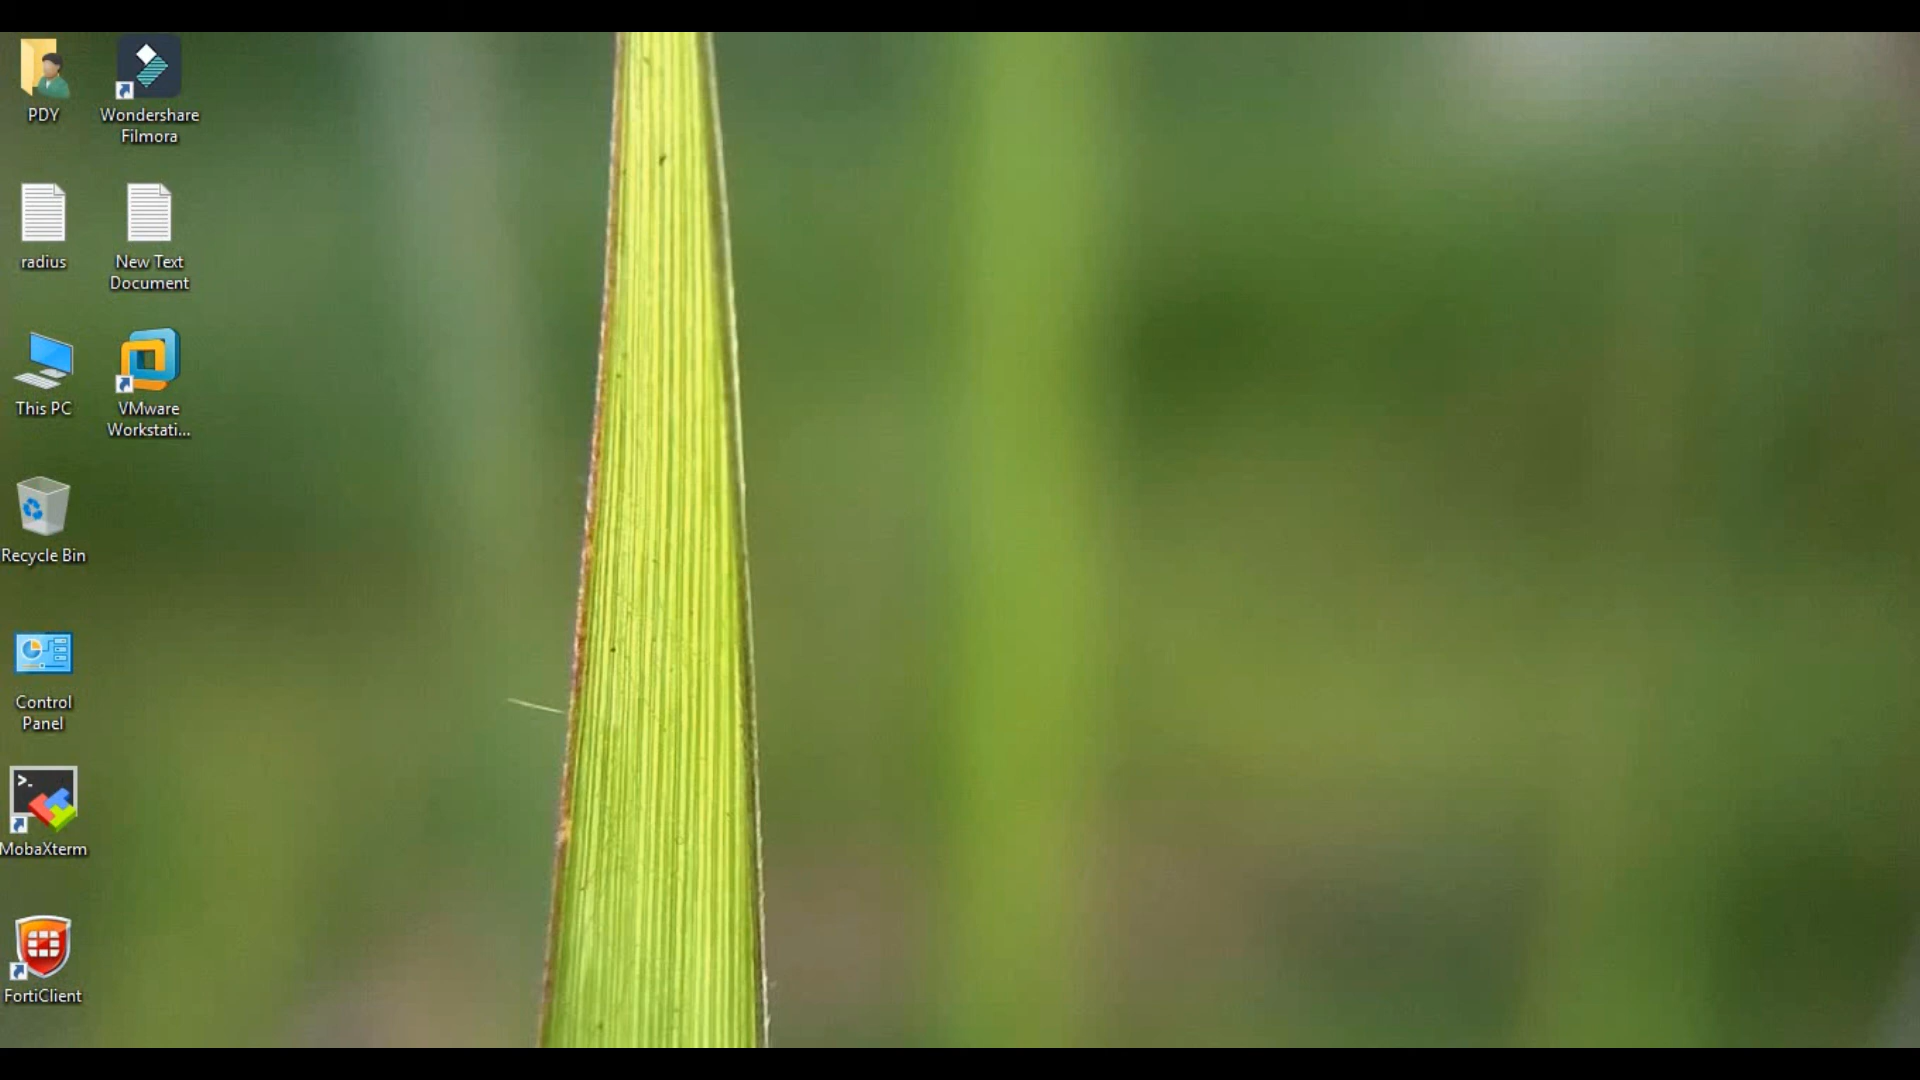 PDY
Wondershare
Filmora
radius
New Text
Document
This PC
VMware
Workstati...
Recycle Bin
Control
Panel
>_
MobaXterm
FortiClient